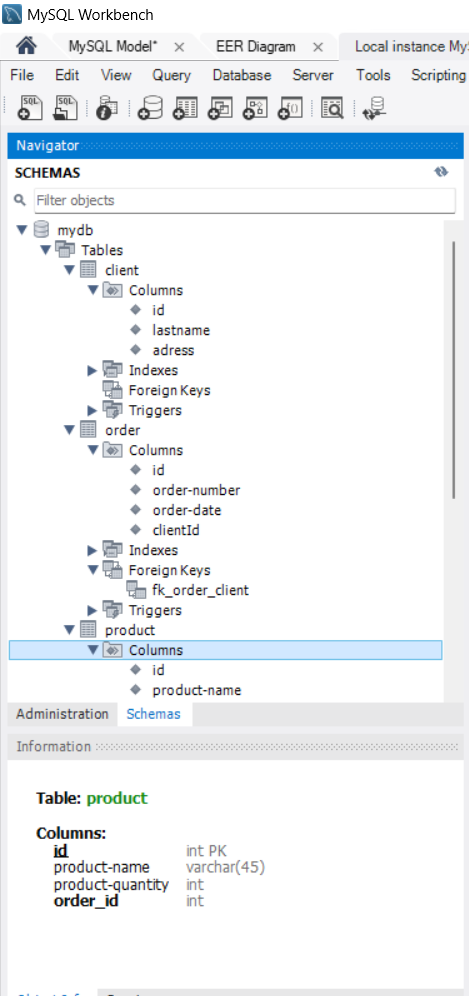 MySQL Workbench
MySQL Model* × EER Diagram × Local instance MyS
File Edit View Query Database Server Tools Scripting
SQL SQL
Navigator
SCHEMAS
Filter objects
mydb
Tables
client
Columns
id
lastname
adress
Indexes
Foreign Keys
Triggers
order
Columns
id
order-number
order-date
clientId
Indexes
Foreign Keys
fk_order_client
Triggers
product
Columns
id
product-name
Administration Schemas
Information
Table: product
Columns:
id int PK
product-name varchar(45)
product-quantity int
order_id int